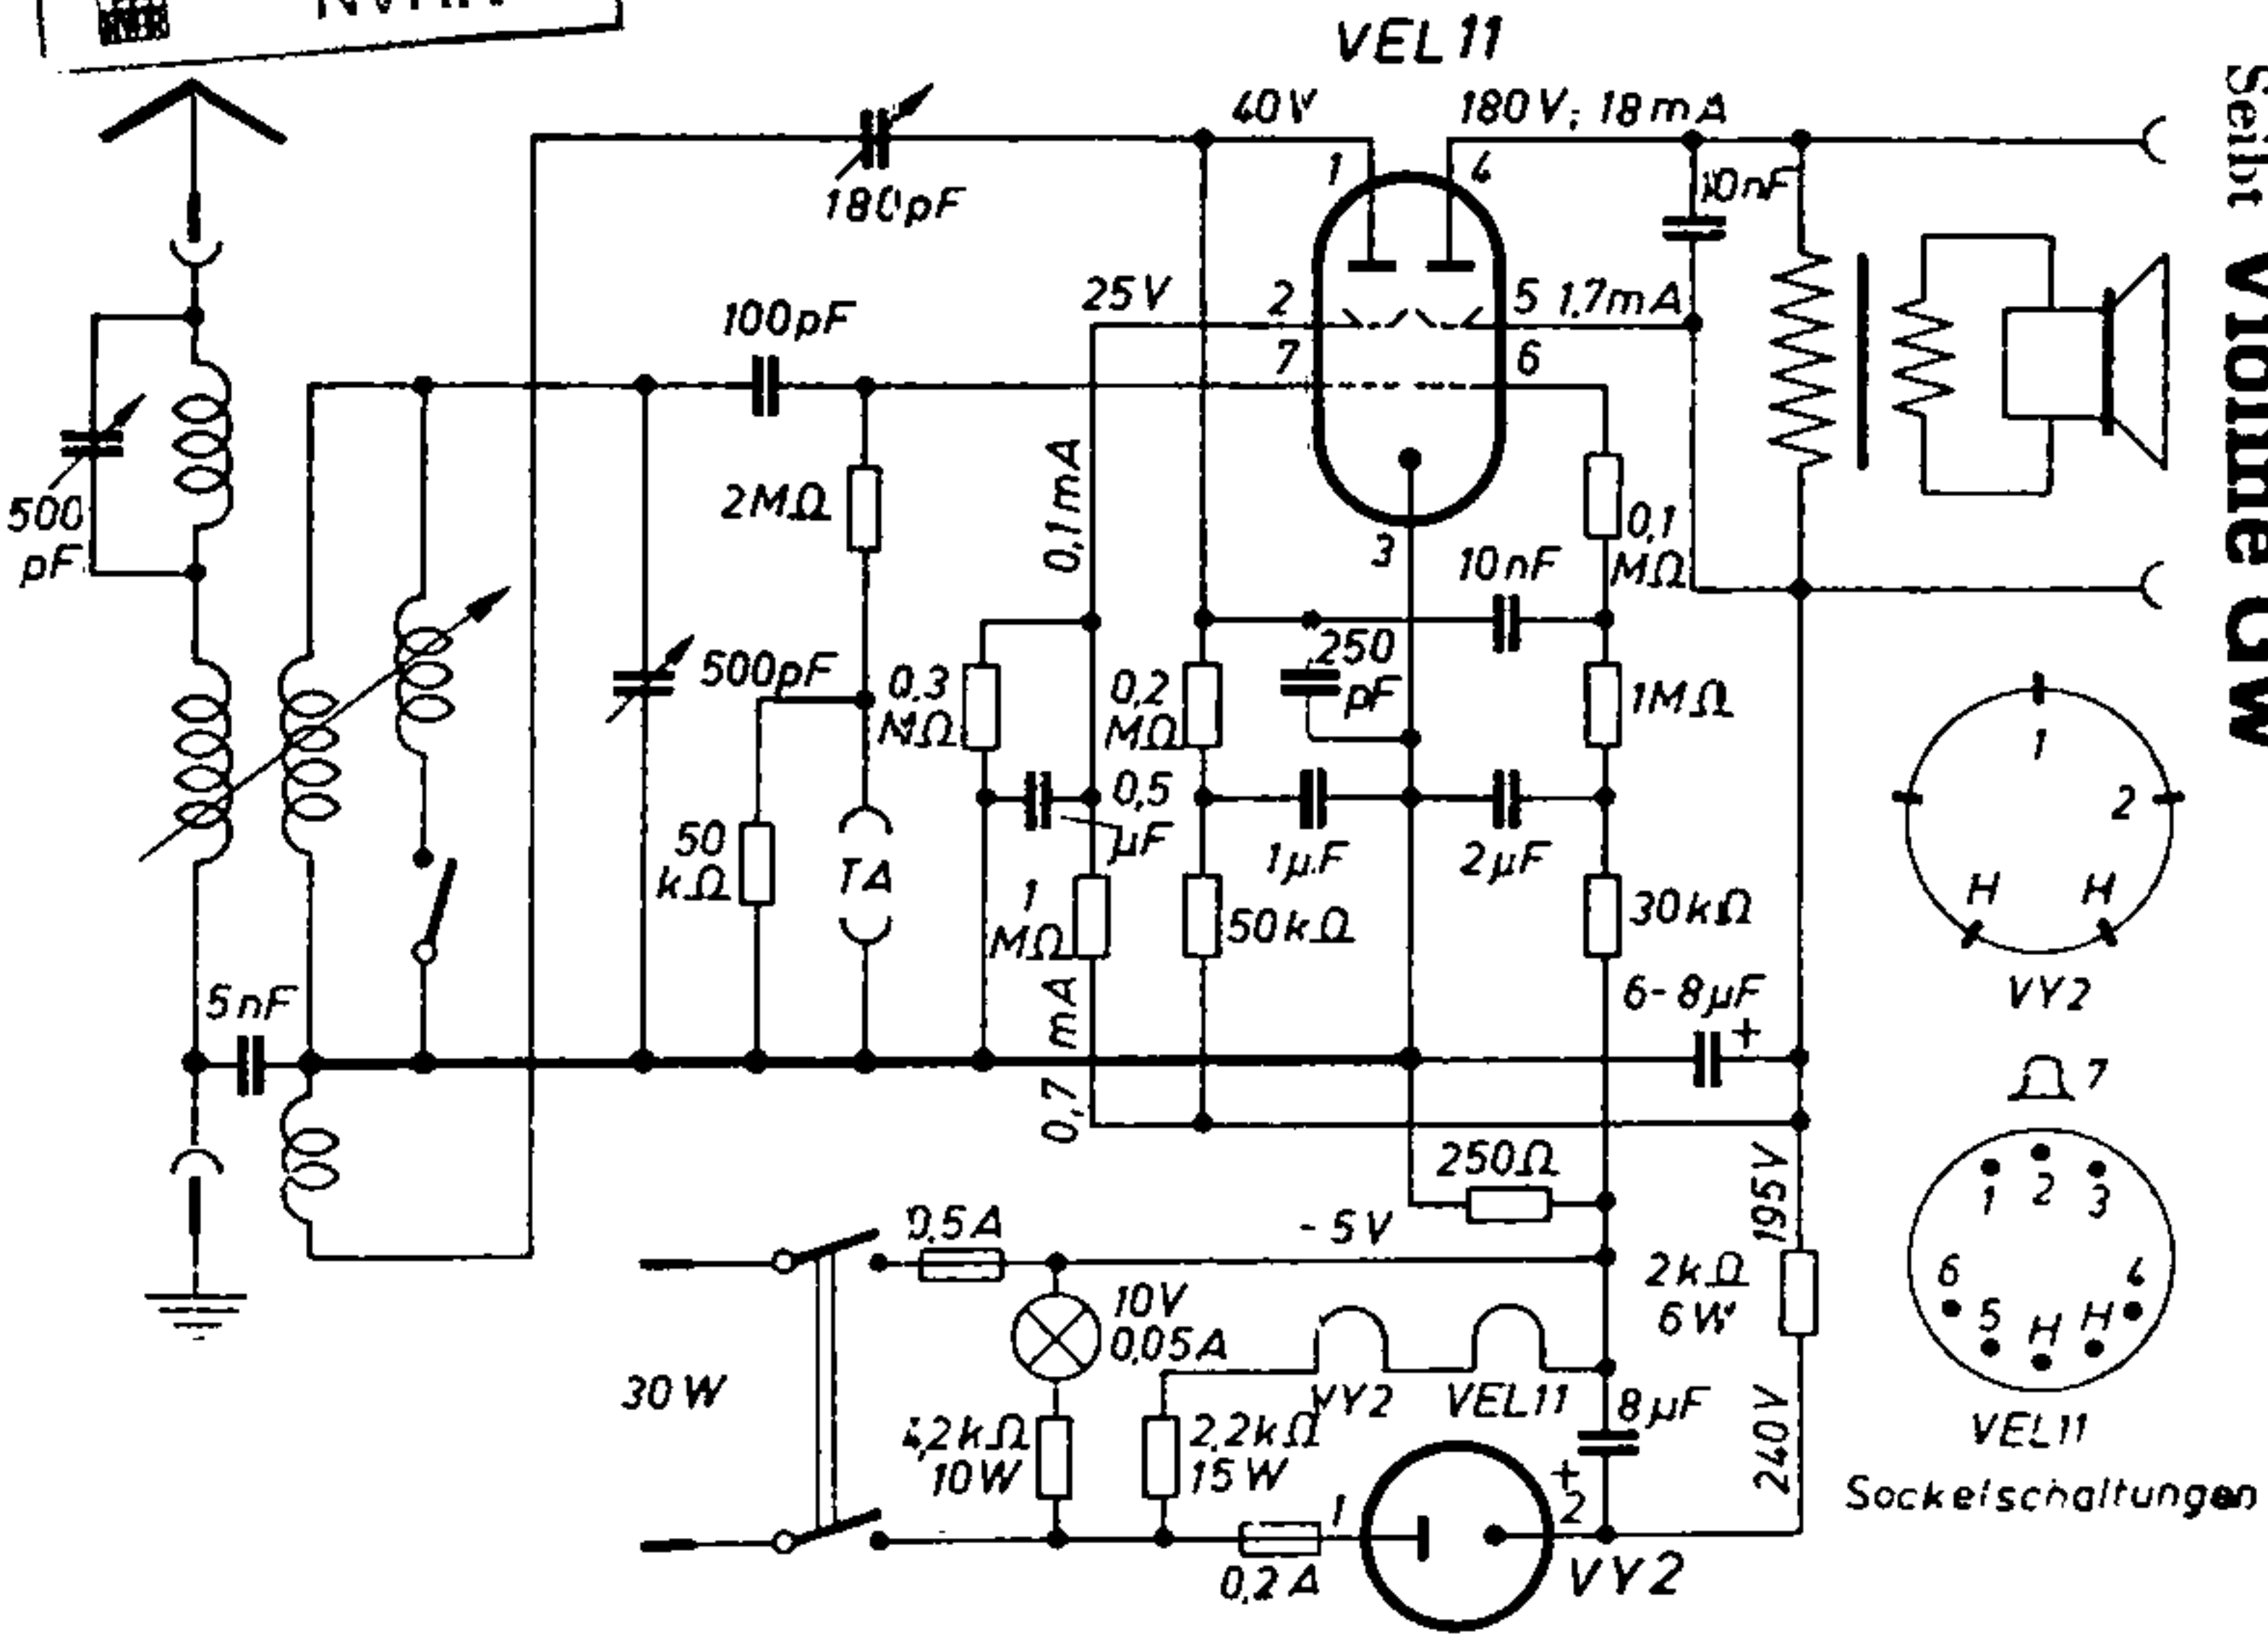 VEL11
Seibt
40V
180V; 18mA
1
4
180pF
10nF
25V
2
5
1,7mA
7
6
100pF
500
pF
2MΩ
0,1mA
3
10nF
0,1
MΩ
500pF
0,3
MΩ
0,2
MΩ
250
pF
1MΩ
50
kΩ
TA
0,5
µF
1µF
2µF
1
MΩ
50kΩ
30kΩ
5nF
0,7 mA
6-8µF
+
1
2
H
H
VY2
7
250Ω
-5V
195V
0,5A
10V
0,05A
2kΩ
6W
30W
VY2
VEL11
8µF
4,2kΩ
10W
2,2kΩ
15W
240V
+
1
2
0,2A
VY2
1
2
3
6
4
5
H
H
VEL11
Sockelschaltungen